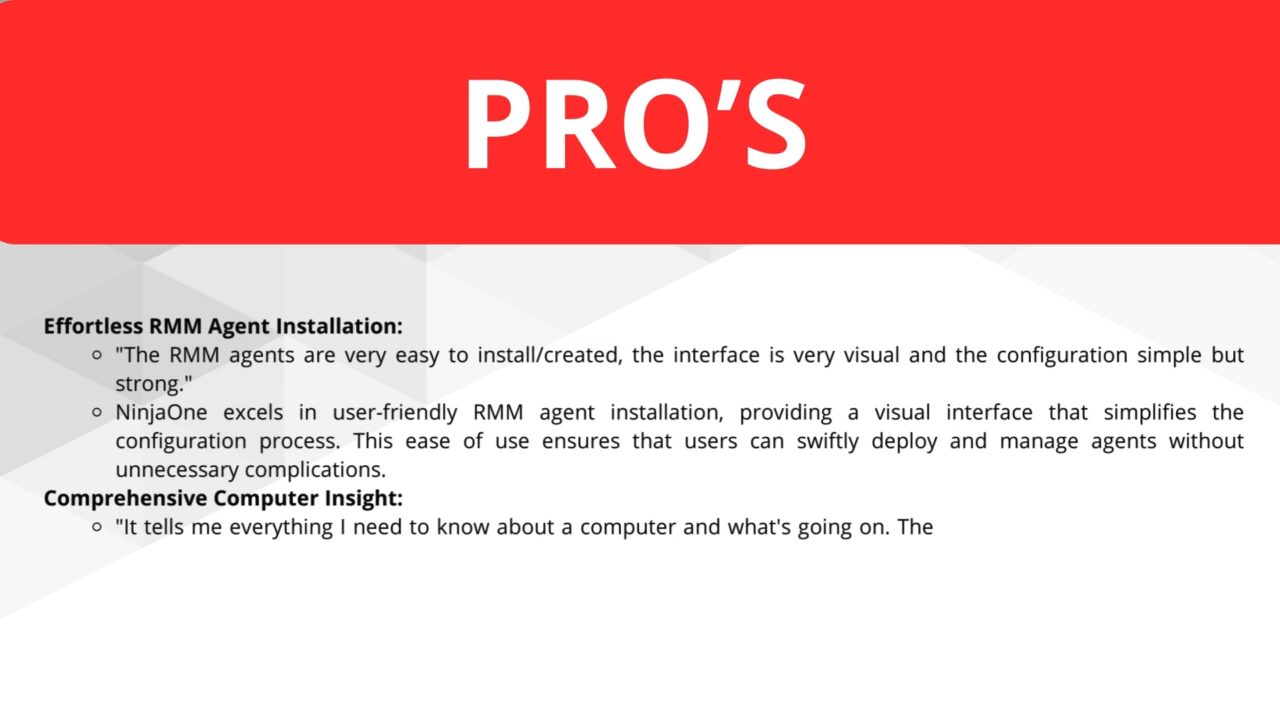 PRO’S
Effortless RMM Agent Installation:
"The RMM agents are very easy to install/created, the interface is very visual and the configuration simple but
strong."
NinjaOne excels in user-friendly RMM agent installation, providing a visual interface that simplifies the
configuration process. This ease of use ensures that users can swiftly deploy and manage agents without
unnecessary complications.
Comprehensive Computer Insight:
"It tells me everything I need to know about a computer and what's going on. The